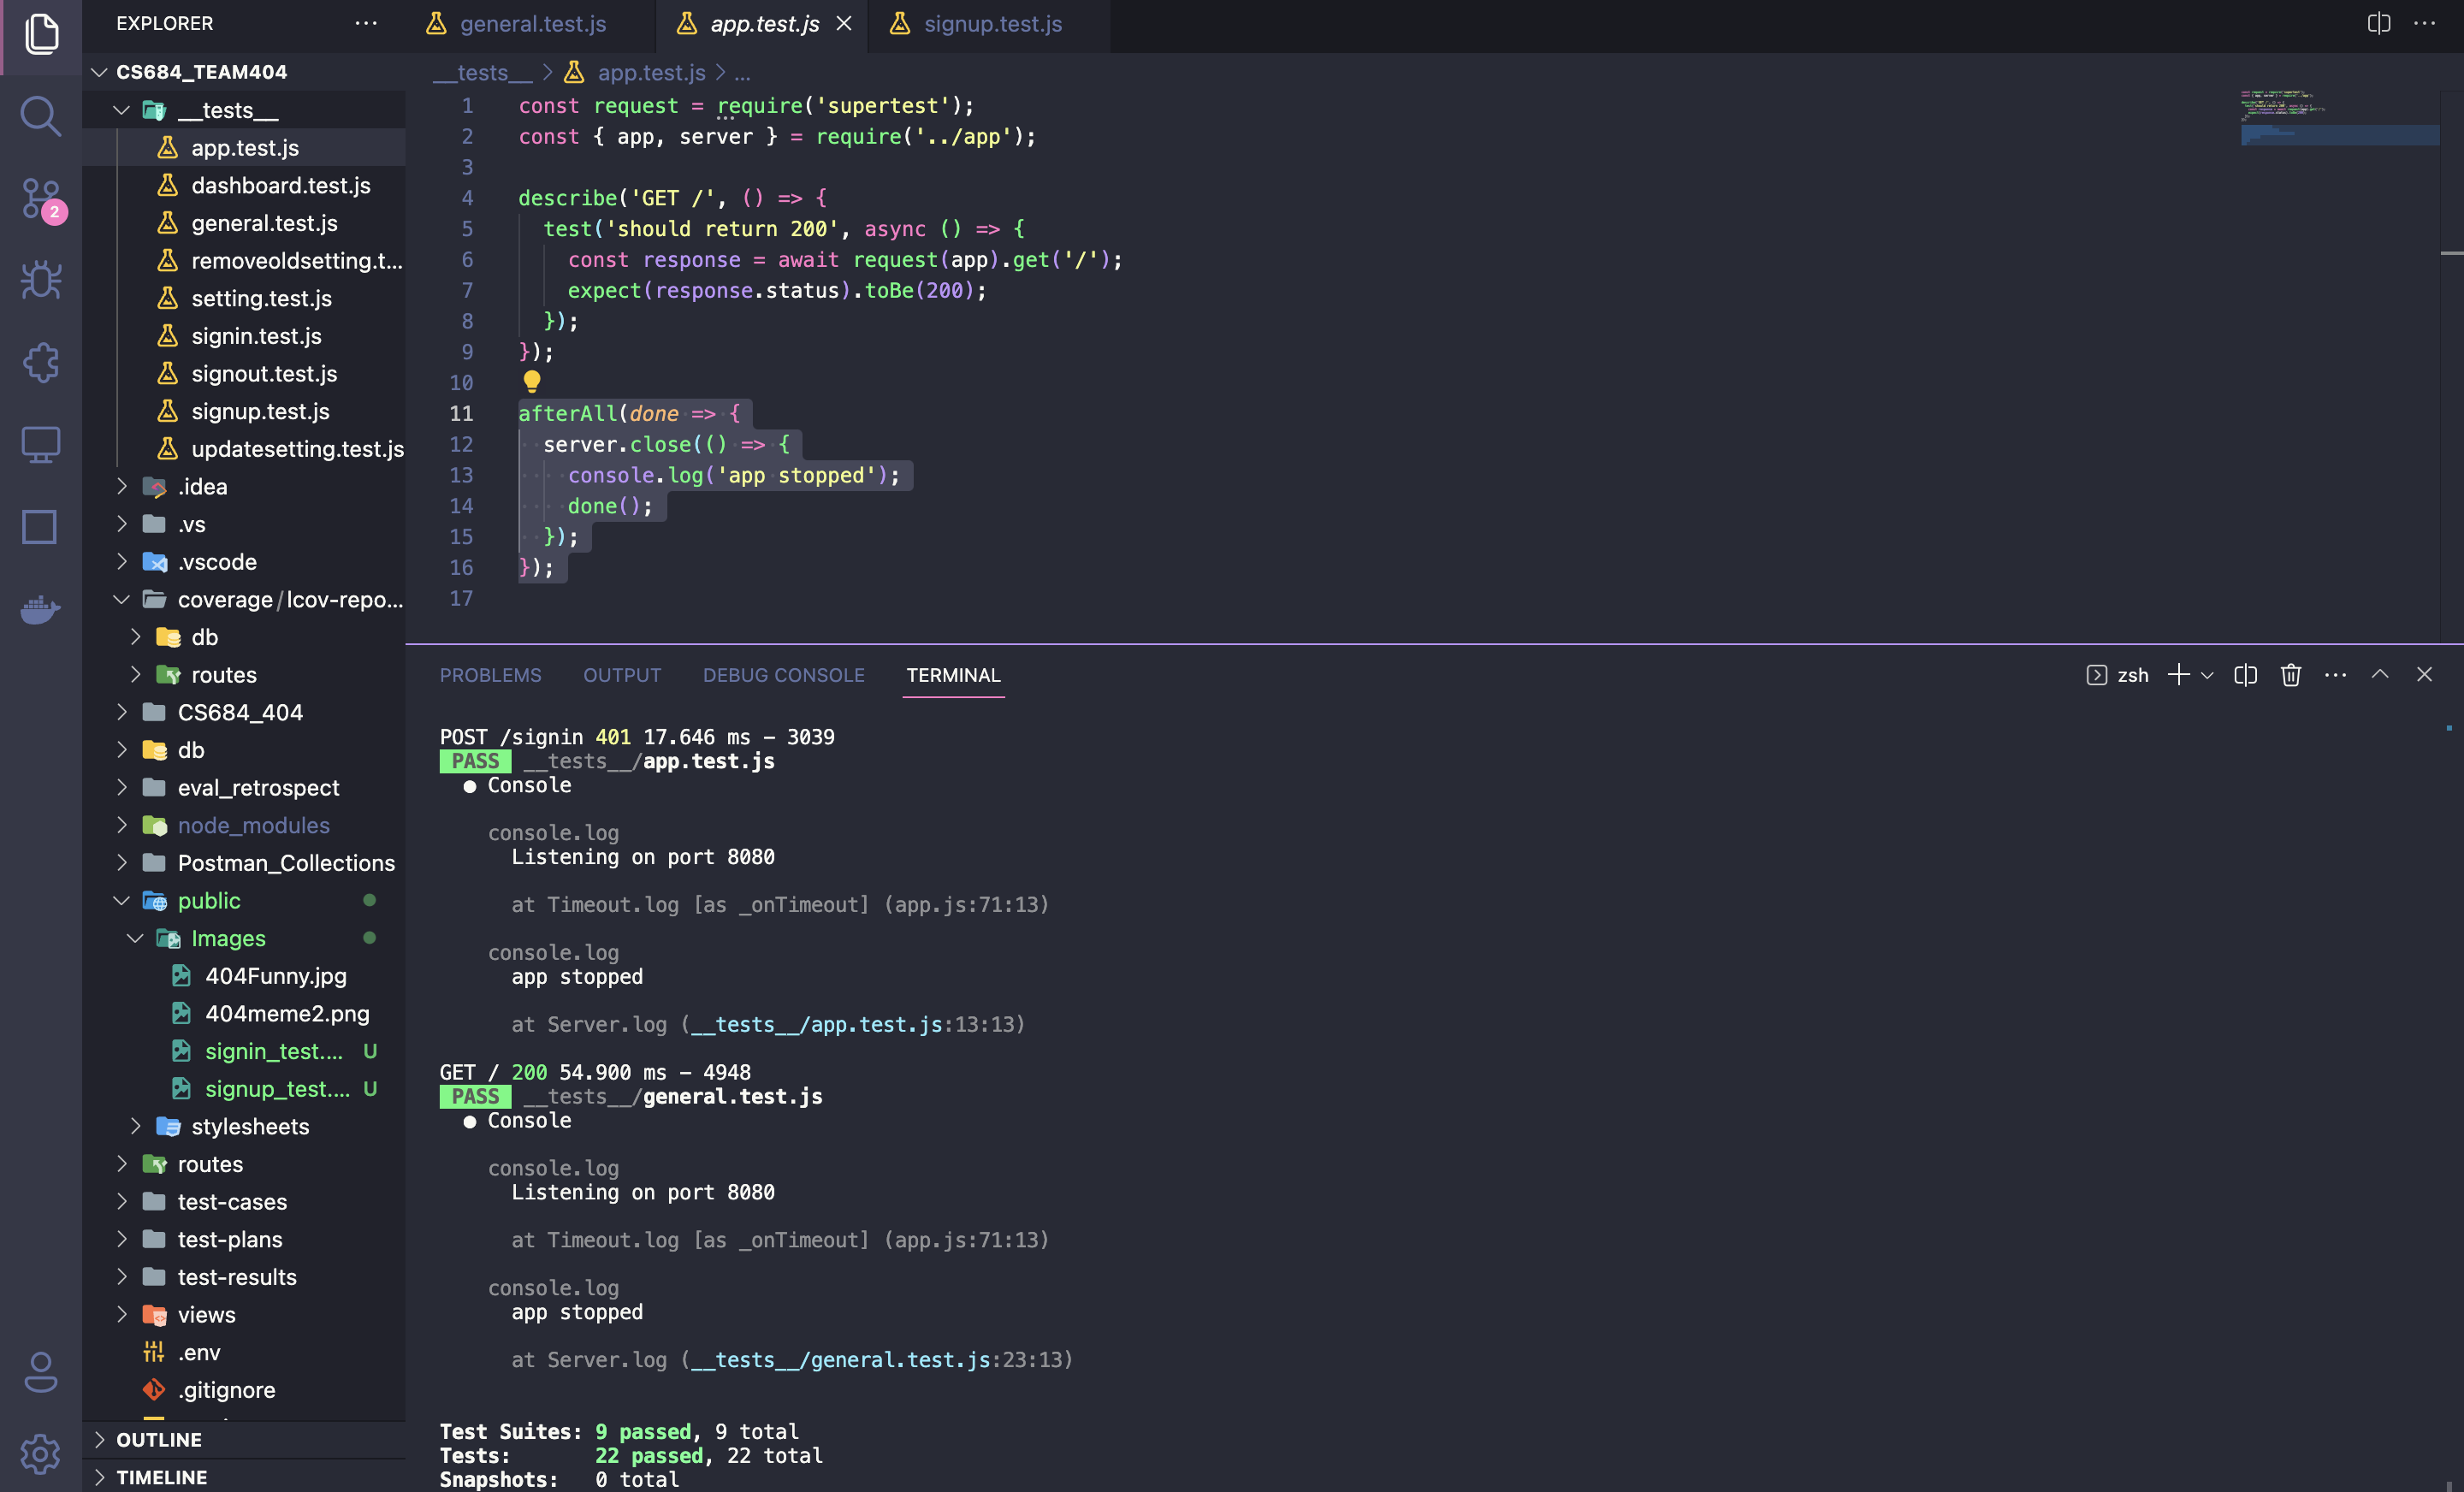 EXPLORER
CS684_TEAM404
__tests__
app.test.js
dashboard.test.js
general.test.js
removeoldsetting.t...
setting.test.js
signin.test.js
signout.test.js
signup.test.js
updatesetting.test.js
.idea
.vs
.vscode
coverage/lcov-repo...
db
routes
CS684_404
db
eval_retrospect
node_modules
Postman_Collections
public
Images
404Funny.jpg
404meme2.png
signin_test.... U
signup_test.... U
stylesheets
routes
test-cases
test-plans
test-results
views
.env
.gitignore
OUTLINE
TIMELINE
2
general.test.js app.test.js signup.test.js
__tests__ > app.test.js > ...
1 const request = require('supertest');
2 const { app, server } = require('../app');
3
4 describe('GET /', () => {
5 test('should return 200', async () => {
6 const response = await request(app).get('/');
7 expect(response.status).toBe(200);
8 });
9 });
10
11 afterAll(done => {
12 server.close(() => {
13 console.log('app stopped');
14 done();
15 });
16 });
17
PROBLEMS OUTPUT DEBUG CONSOLE TERMINAL zsh
POST /signin 401 17.646 ms - 3039
PASS __tests__/app.test.js
● Console
console.log
Listening on port 8080
at Timeout.log [as _onTimeout] (app.js:71:13)
console.log
app stopped
at Server.log (__tests__/app.test.js:13:13)
GET / 200 54.900 ms - 4948
PASS __tests__/general.test.js
● Console
console.log
Listening on port 8080
at Timeout.log [as _onTimeout] (app.js:71:13)
console.log
app stopped
at Server.log (__tests__/general.test.js:23:13)
Test Suites: 9 passed, 9 total
Tests: 22 passed, 22 total
Snapshots: 0 total